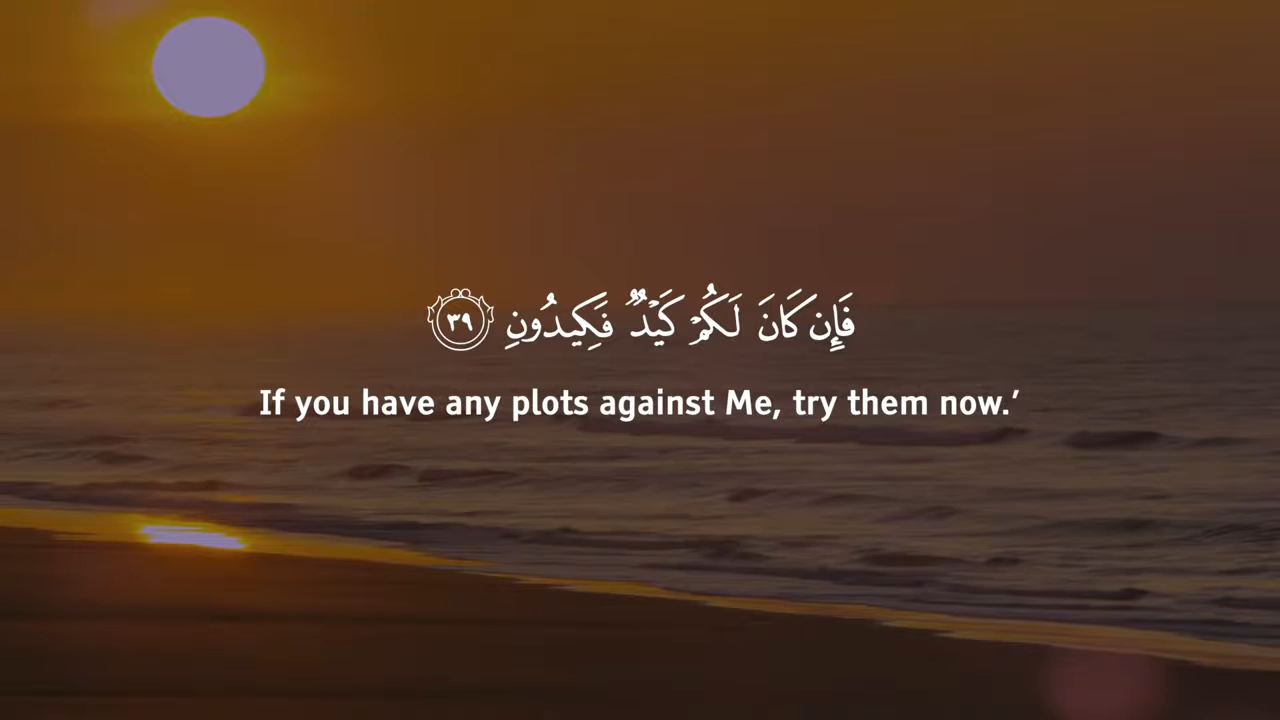 فَإِن كَانَ لَكُمْ كَيْدٌ فَكِيدُونِ ٣٩
If you have any plots against Me, try them now.’